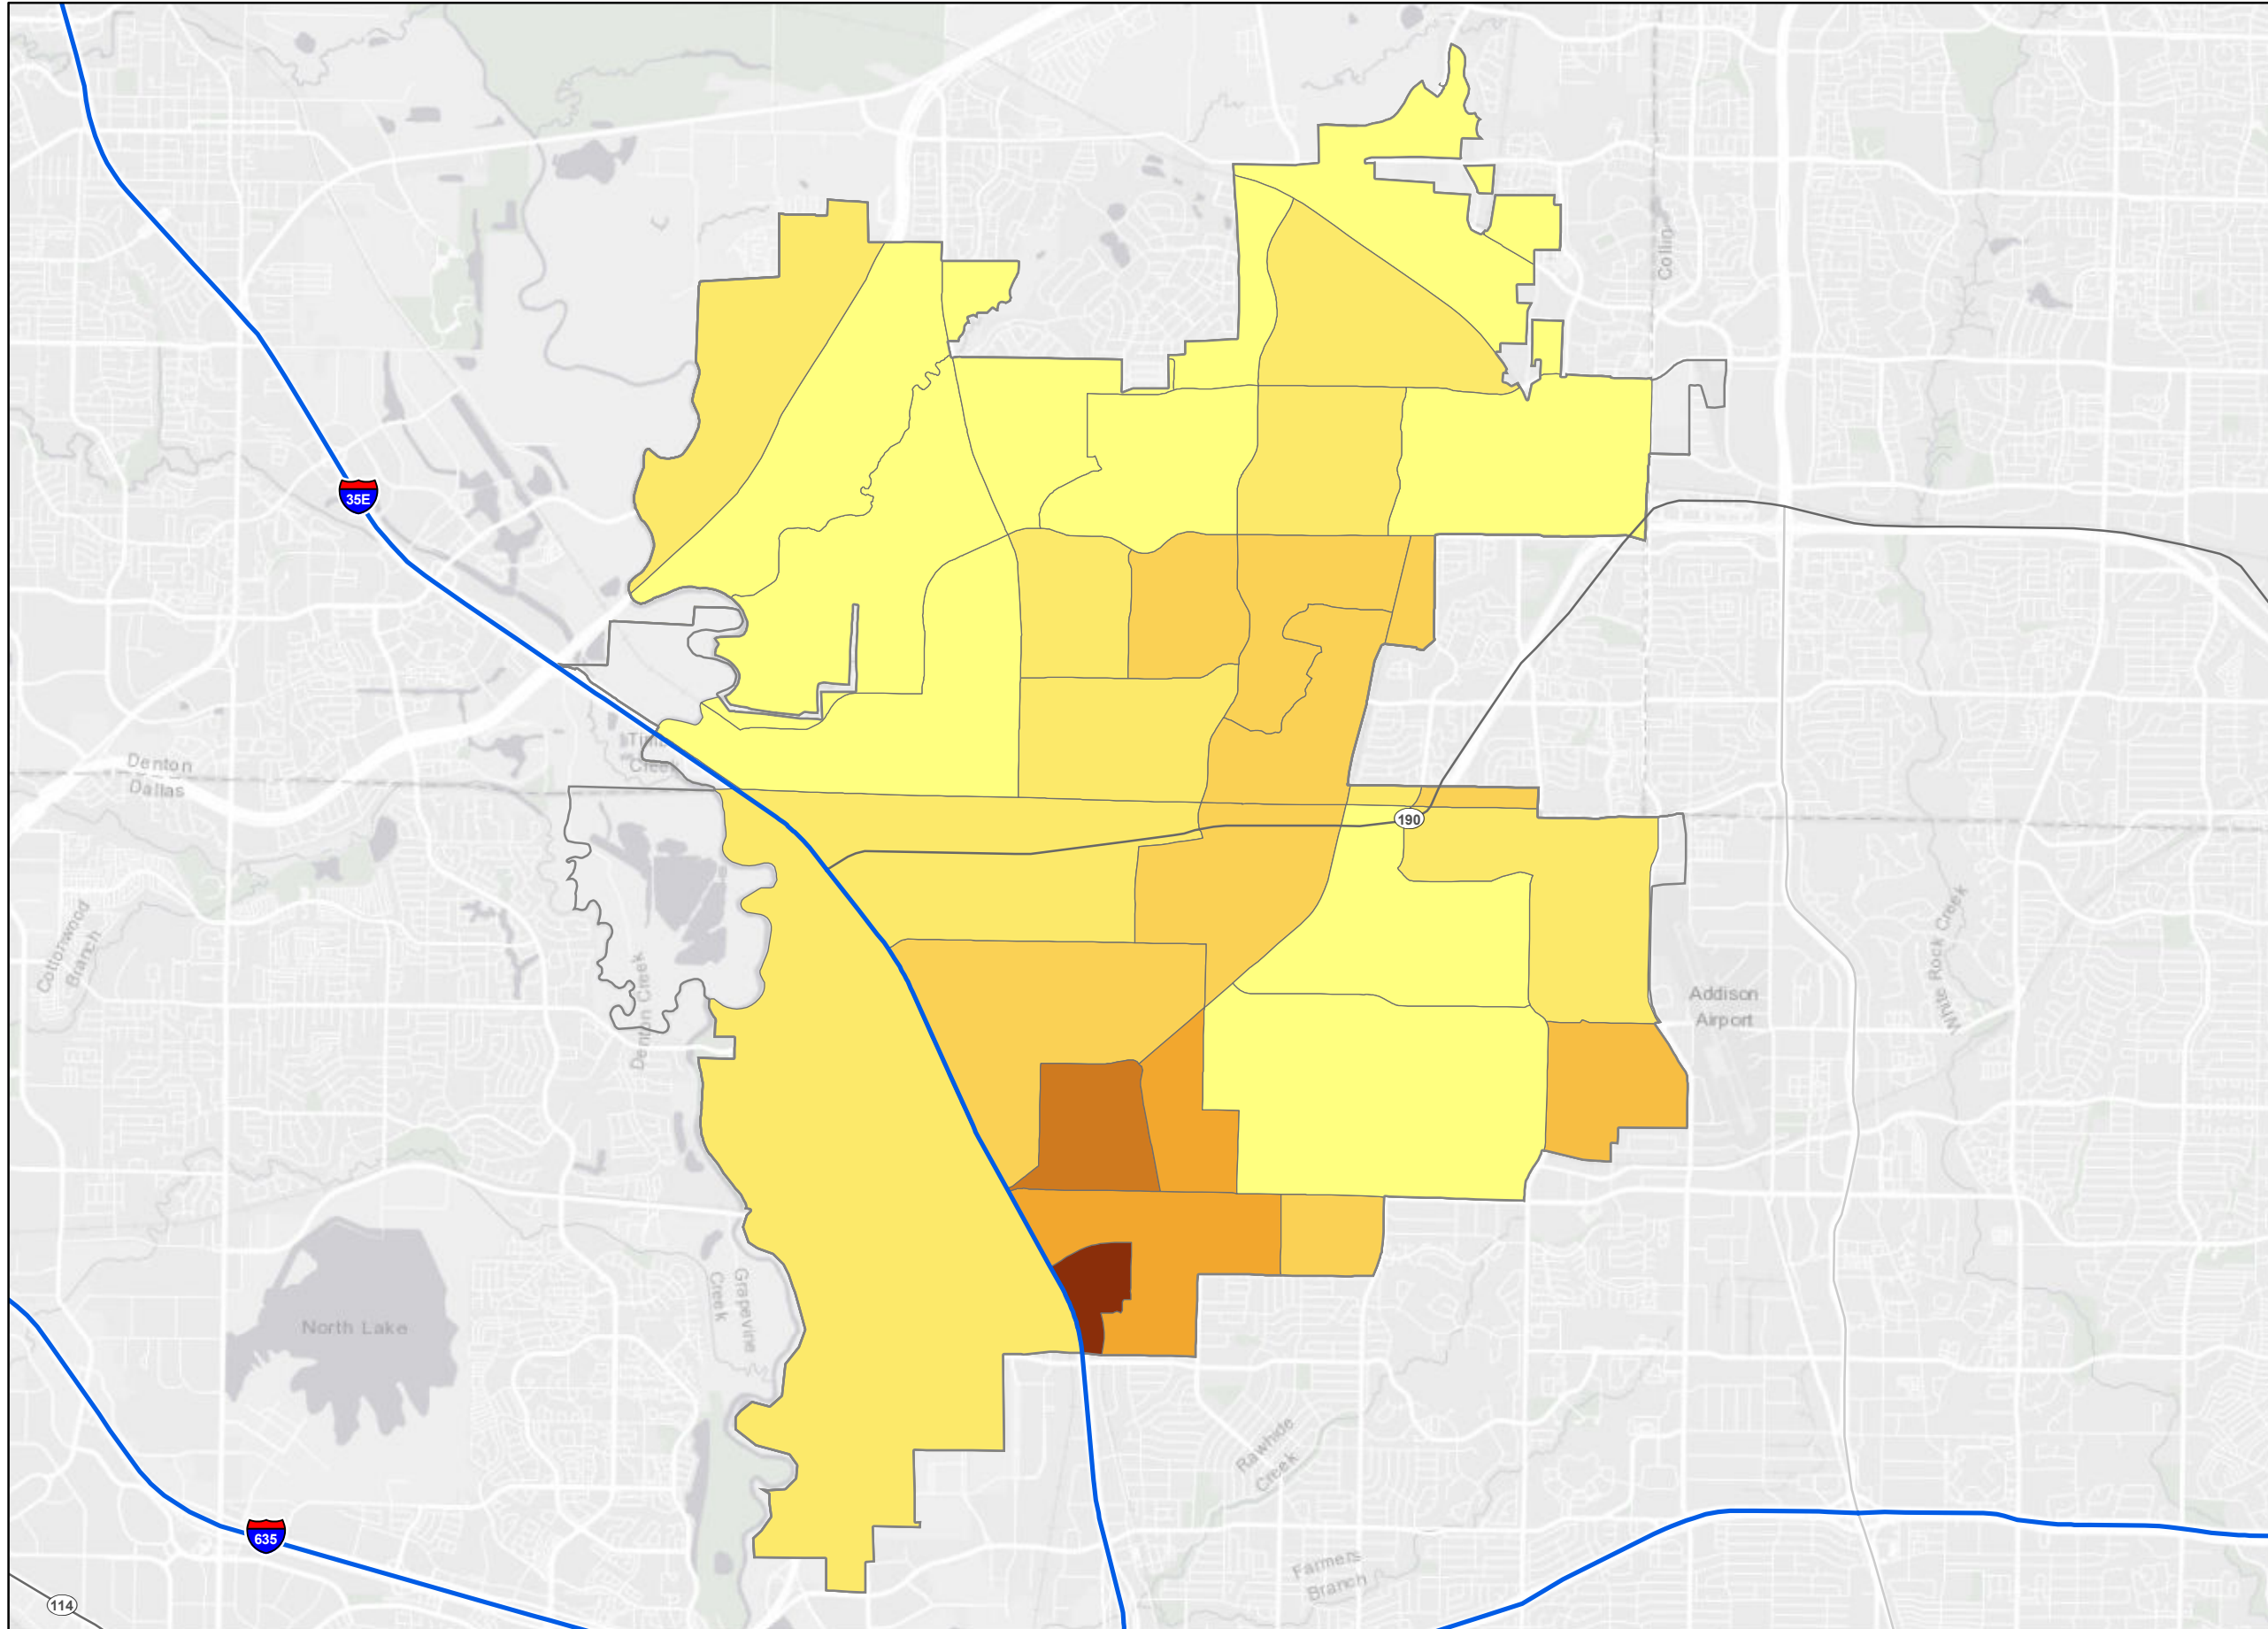 Collin
35E
Denton
Dallas
Creek
190
Cottonwood
Branch
Denton Creek
White Rock Creek
Addison
Airport
North Lake
Grapevine
Creek
Rawhide
Creek
Farmers
Branch
635
114